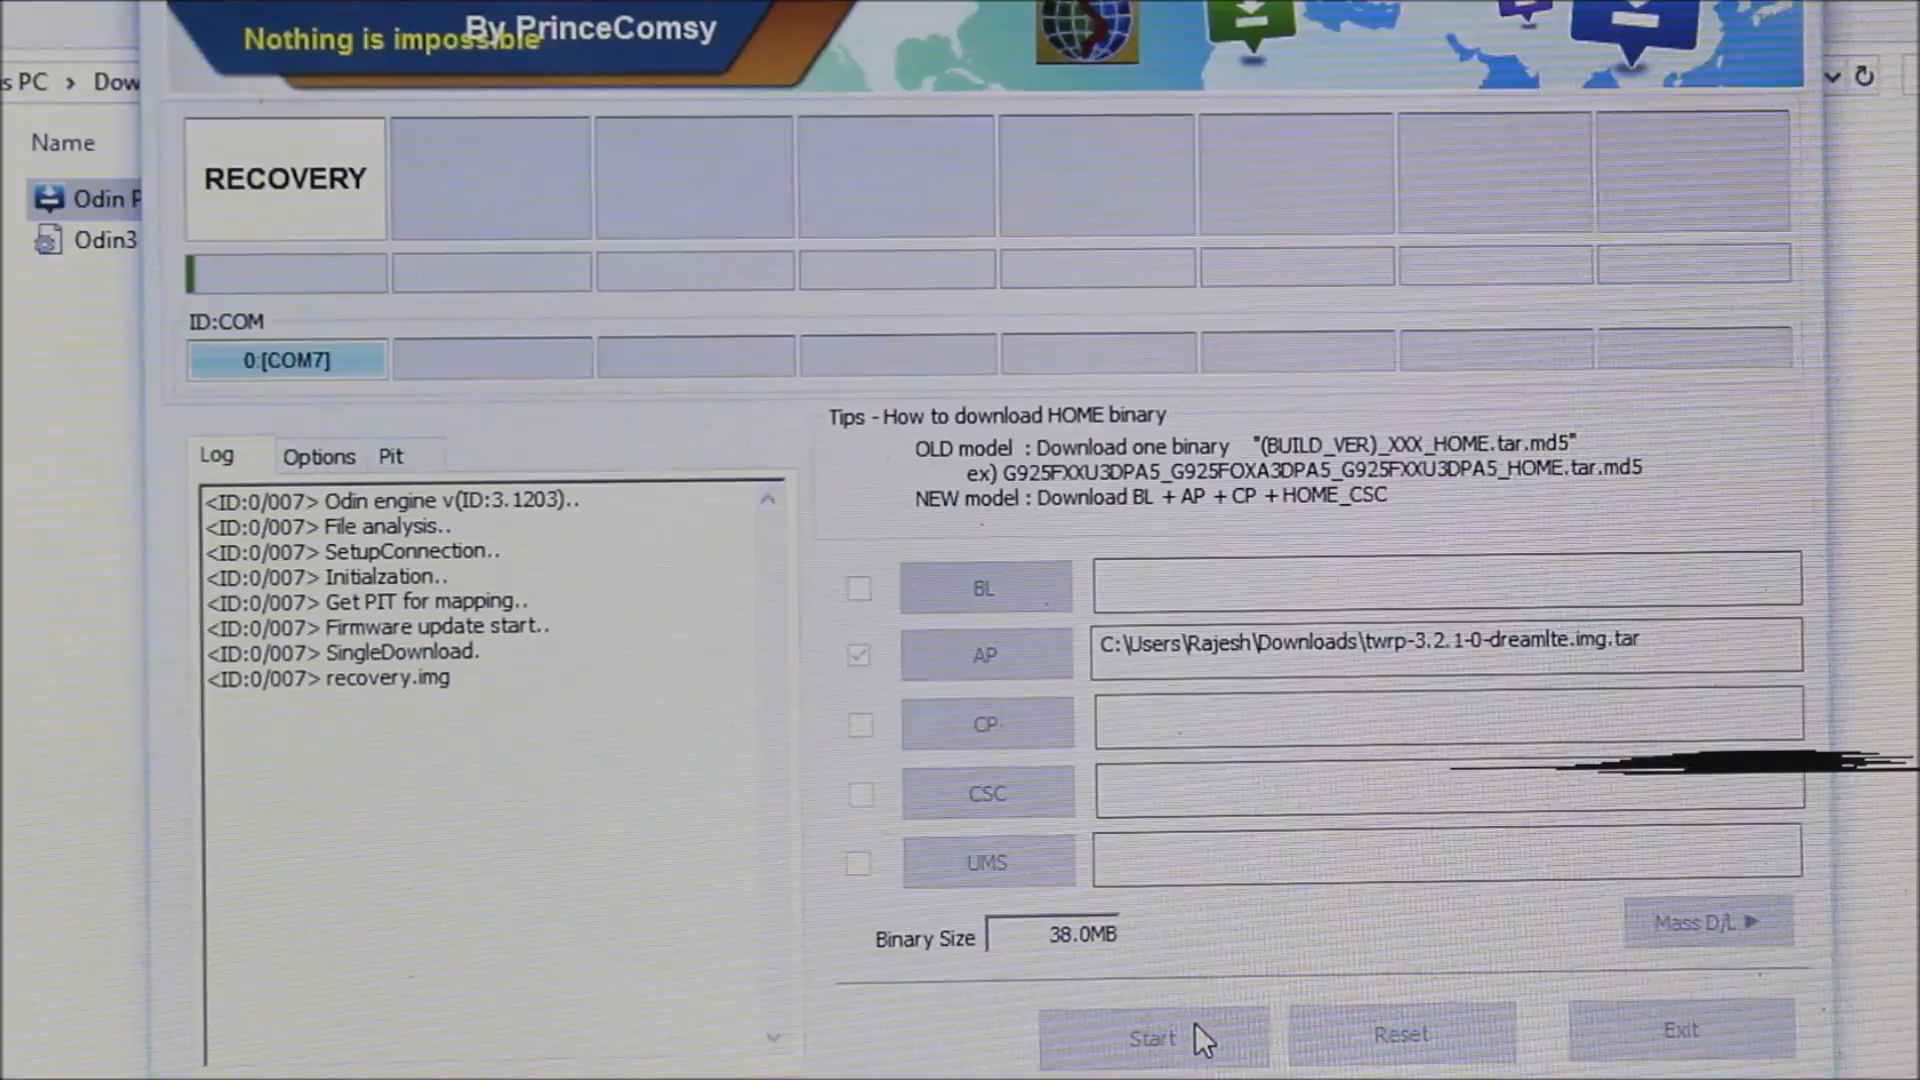 Nothing is impossible
By PrinceComsy
s PC > Dow
Name
RECOVERY
Odin P
Odin3
ID:COM
0:[COM7]
Tips - How to download HOME binary
OLD model : Download one binary "(BUILD_VER)_XXX_HOME.tar.md5"
ex) G925FXXU3DPA5_G925FOXA3DPA5_G925FXXU3DPA5_HOME.tar.md5
NEW model : Download BL + AP + CP + HOME_CSC
Log
Options
Pit
<ID:0/007> Odin engine v(ID:3.1203)..
<ID:0/007> File analysis..
<ID:0/007> SetupConnection..
<ID:0/007> Initialzation..
<ID:0/007> Get PIT for mapping..
<ID:0/007> Firmware update start..
<ID:0/007> SingleDownload.
<ID:0/007> recovery.img
BL
AP
C:\Users\Rajesh\Downloads\twrp-3.2.1-0-dreamlte.img.tar
CP
CSC
UMS
Binary Size
38.0MB
Mass D/L
Start
Reset
Exit